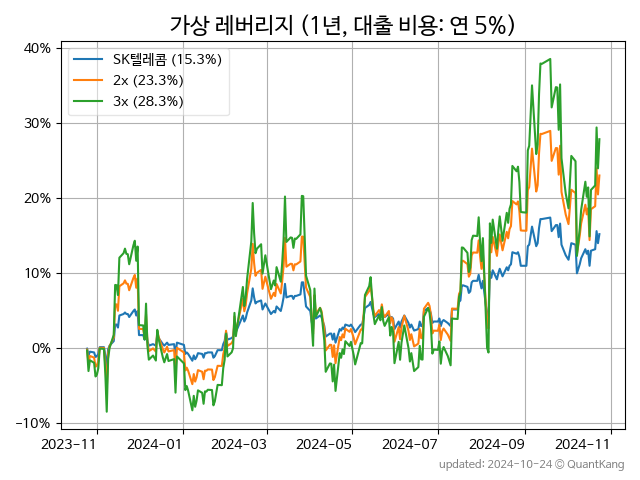 가상 레버리지 (1년, 대출 비용: 연 5%)
SK텔레콤 (15.3%)
2x (23.3%)
3x (28.3%)
40%
30%
20%
10%
0%
−10%
2023-11 2024-01 2024-03 2024-05 2024-07 2024-09 2024-11
updated: 2024-10-24 © QuantKang